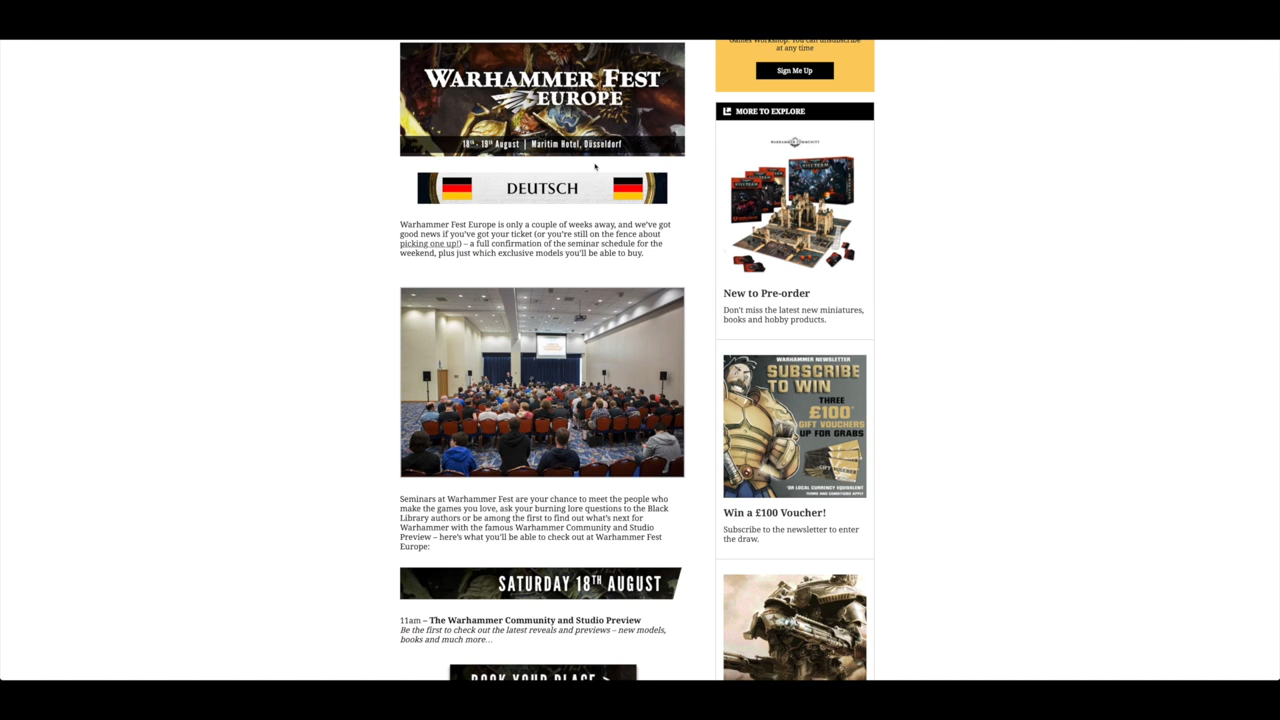 WARHAMMER FEST
EUROPE
18th - 19th August | Maritim Hotel, Düsseldorf
DEUTSCH
Warhammer Fest Europe is only a couple of weeks away, and we've got
good news if you've got your ticket (or you're still on the fence about
picking one up!) – a full confirmation of the seminar schedule for the
weekend, plus just which exclusive models you'll be able to buy.
Seminars at Warhammer Fest are your chance to meet the people who
make the games you love, ask your burning lore questions to the Black
Library authors or be among the first to find out what's next for
Warhammer with the famous Warhammer Community and Studio
Preview – here's what you'll be able to check out at Warhammer Fest
Europe:
SATURDAY 18TH AUGUST
11am – The Warhammer Community and Studio Preview
Be the first to check out the latest reveals and previews – new models,
books and much more…
BOOK YOUR PLACE >
Games Workshop. You can unsubscribe
at any time
Sign Me Up
MORE TO EXPLORE
WARHAMMER COMMUNITY
KILL TEAM
KILL TEAM
New to Pre-order
Don't miss the latest new miniatures,
books and hobby products.
WARHAMMER NEWSLETTER
SUBSCRIBE
TO WIN
THREE
£100*
GIFT VOUCHERS
UP FOR GRABS
*OR LOCAL CURRENCY EQUIVALENT
TERMS AND CONDITIONS APPLY
Win a £100 Voucher!
Subscribe to the newsletter to enter
the draw.